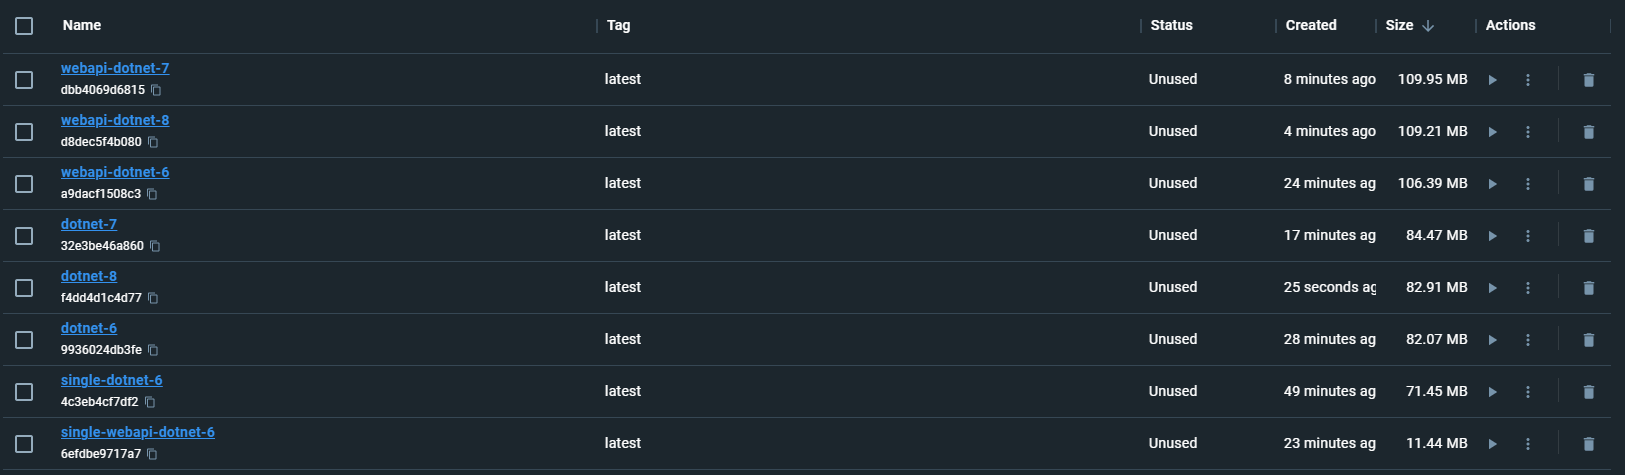 Name Tag Status Created Size Actions
webapi-dotnet-7
dbb4069d6815 latest Unused 8 minutes ago 109.95 MB
webapi-dotnet-8
d8dec5f4b080 latest Unused 4 minutes ago 109.21 MB
webapi-dotnet-6
a9dacf1508c3 latest Unused 24 minutes ag 106.39 MB
dotnet-7
32e3be46a860 latest Unused 17 minutes ag 84.47 MB
dotnet-8
f4dd4d1c4d77 latest Unused 25 seconds ag 82.91 MB
dotnet-6
9936024db3fe latest Unused 28 minutes ag 82.07 MB
single-dotnet-6
4c3eb4cf7df2 latest Unused 49 minutes ag 71.45 MB
single-webapi-dotnet-6
6efdbe9717a7 latest Unused 23 minutes ag 11.44 MB